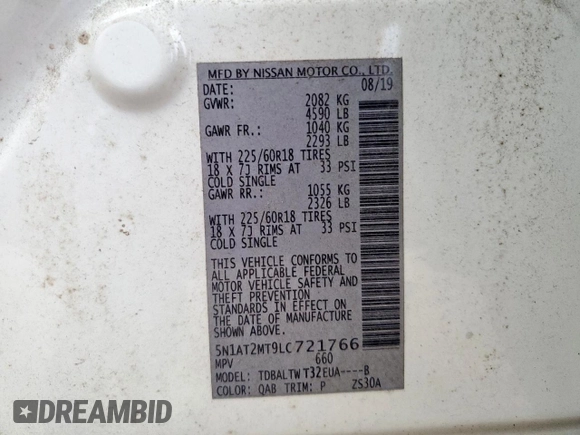 MFD BY NISSAN MOTOR CO., LTD.
DATE: 08/19
GVWR: 2082 KG
4590 LB
GAWR FR.: 1040 KG
2293 LB
WITH 225/60R18 TIRES
18 X 7J RIMS AT 33 PSI
COLD SINGLE
GAWR RR.: 1055 KG
2326 LB
WITH 225/60R18 TIRES
18 X 7J RIMS AT 33 PSI
COLD SINGLE
THIS VEHICLE CONFORMS TO
ALL APPLICABLE FEDERAL
MOTOR VEHICLE SAFETY AND
THEFT PREVENTION
STANDARDS IN EFFECT ON
THE DATE OF MANUFACTURE
SHOWN ABOVE.
5N1AT2MT9LC721766
MPV 660
MODEL: TDBALTW T32EUA----B
COLOR: QAB TRIM: P ZS30A
DREAMBID